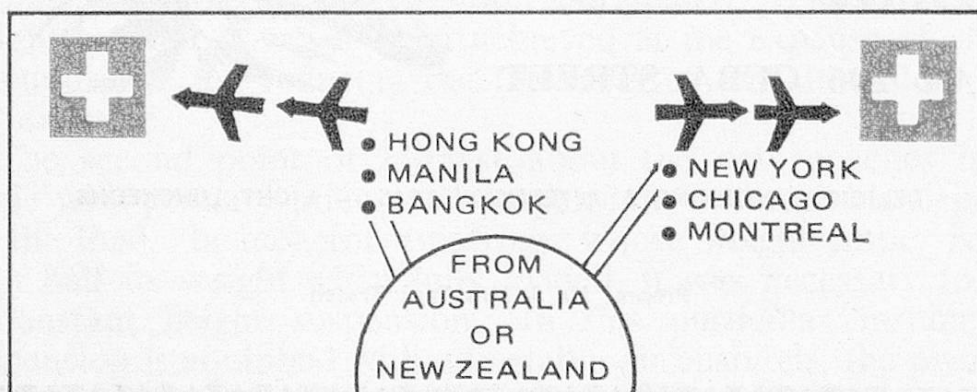 • HONG KONG
• MANILA
• BANGKOK
• NEW YORK
• CHICAGO
• MONTREAL
FROM
AUSTRALIA
OR
NEW ZEALAND